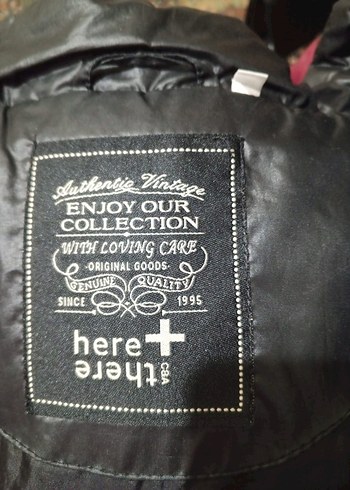 Authentic Vintage
ENJOY OUR
COLLECTION
WITH LOVING CARE
·ORIGINAL GOODS·
GENUINE QUALITY
SINCE 1995
here+
there
C&A